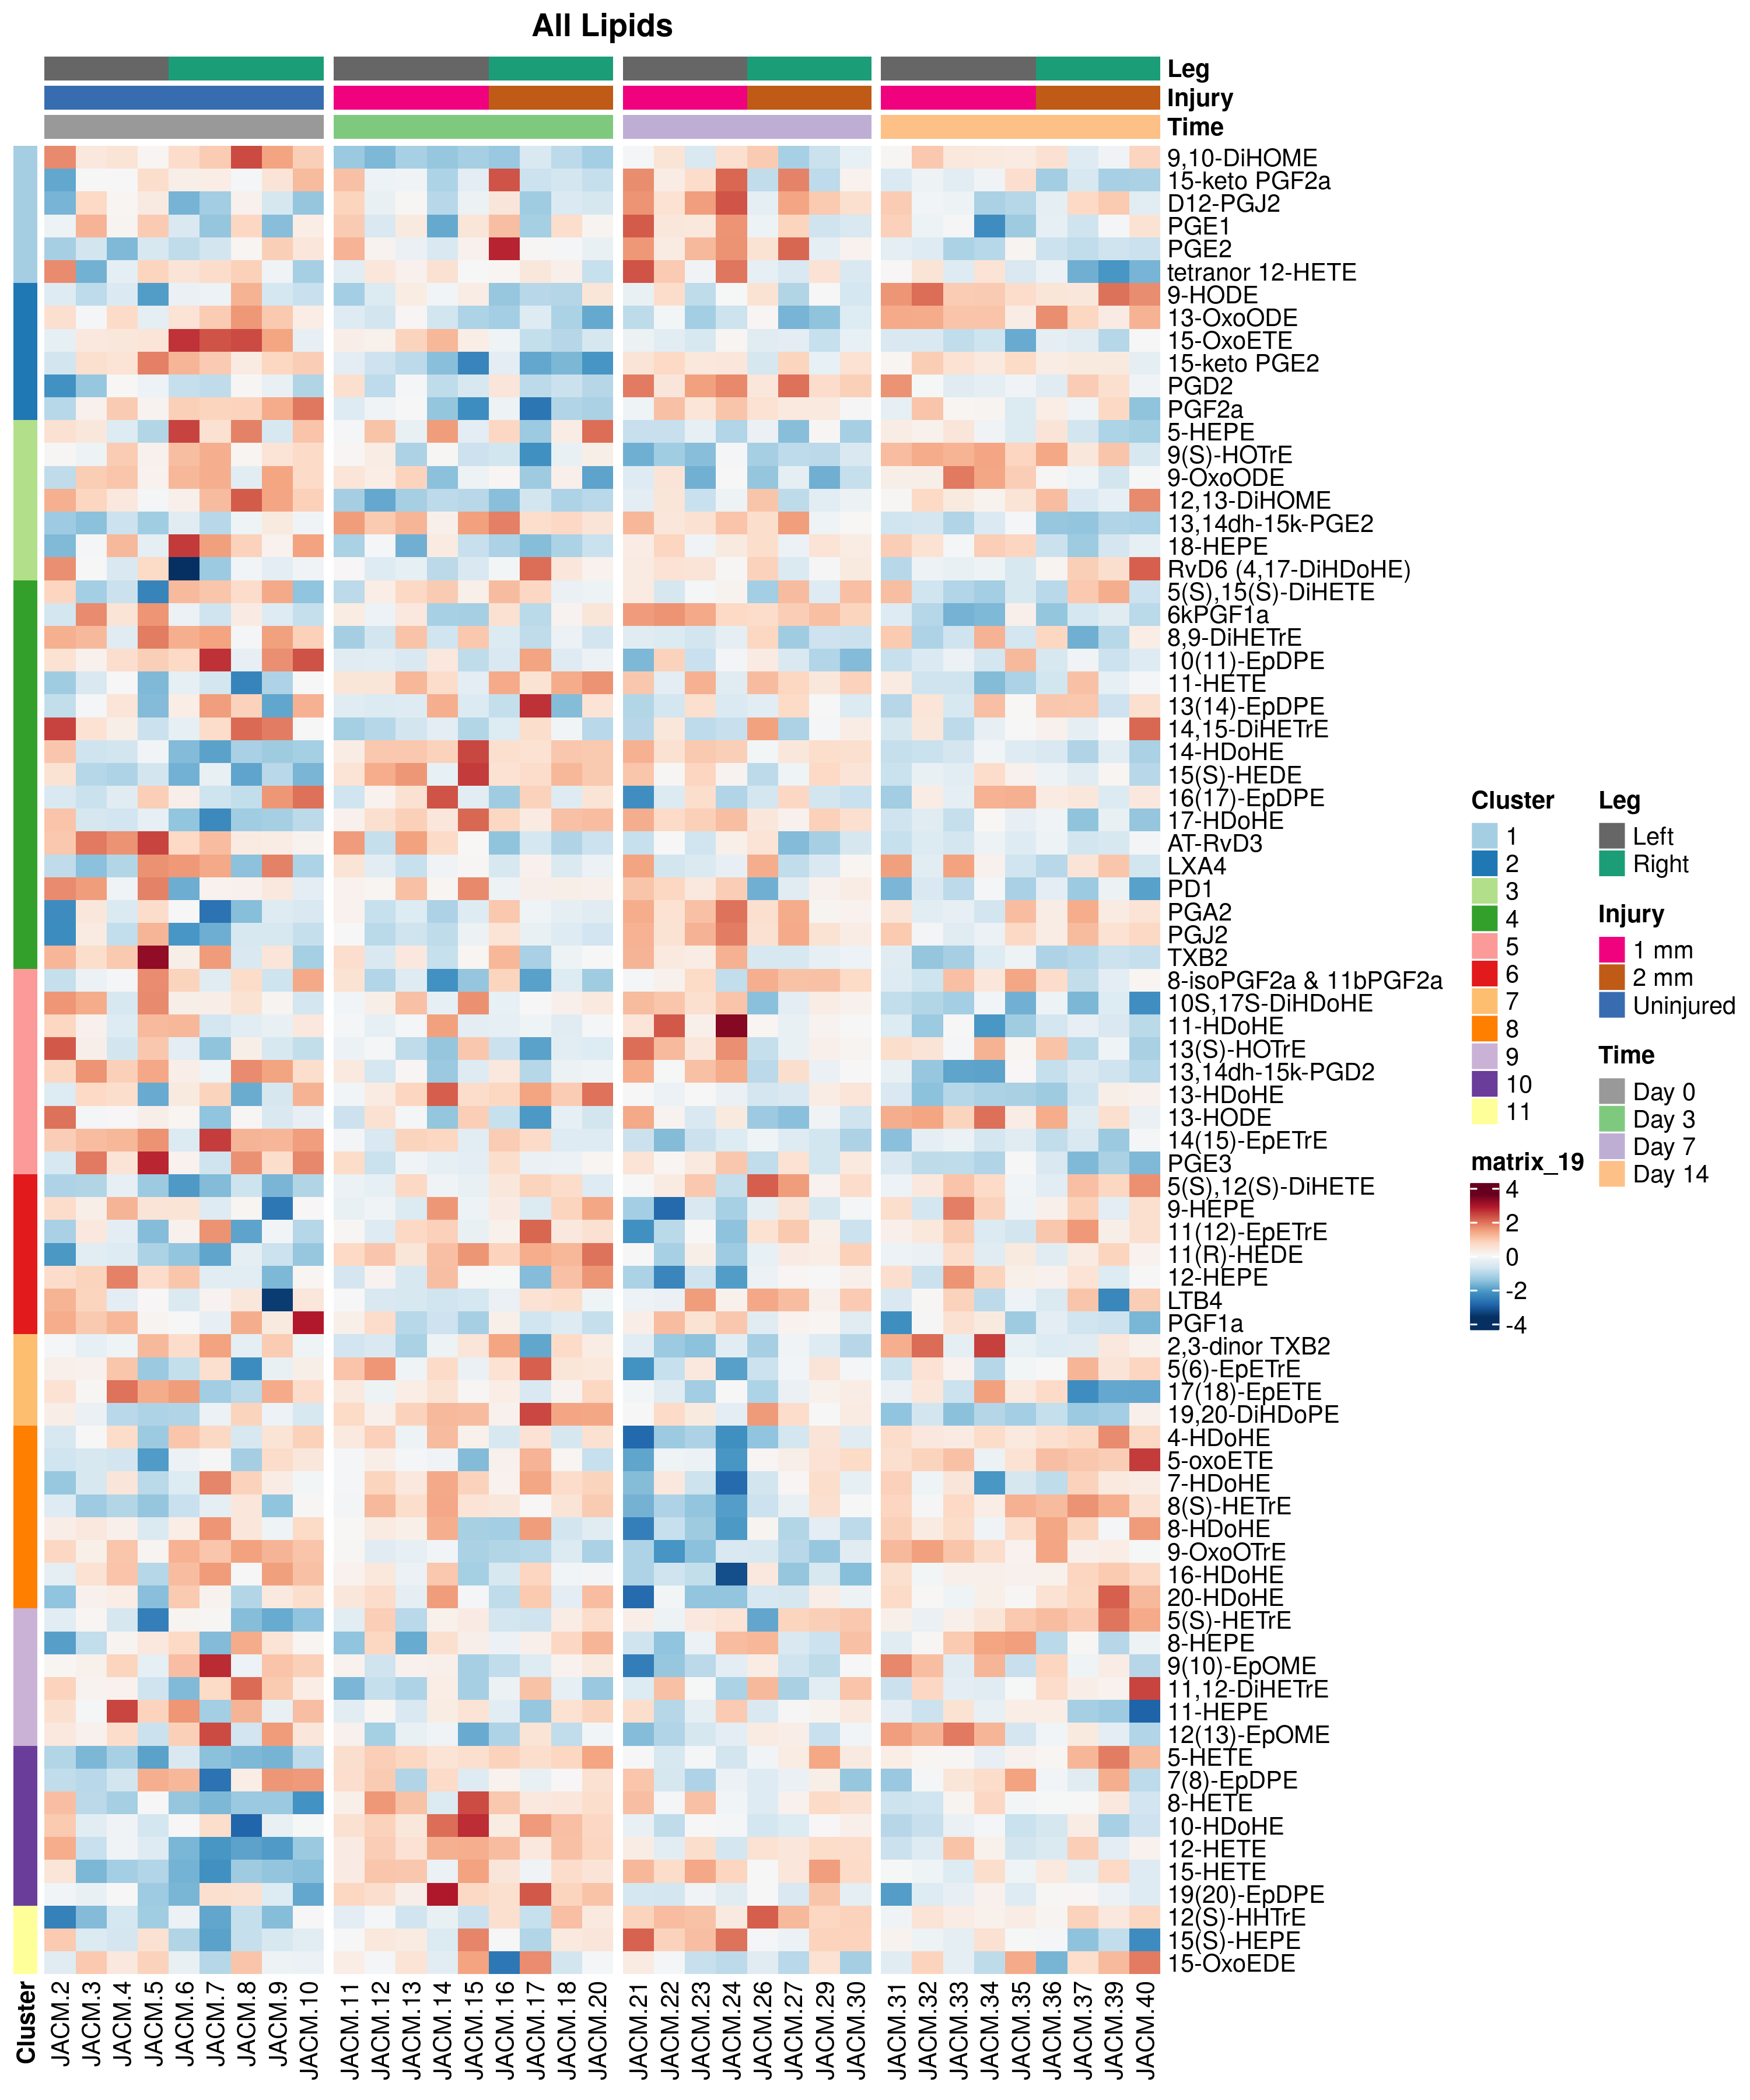 All Lipids
Leg
Injury
Time
9,10-DiHOME
15-keto PGF2a
D12-PGJ2
PGE1
PGE2
tetranor 12-HETE
9-HODE
13-OxoODE
15-OxoETE
15-keto PGE2
PGD2
PGF2a
5-HEPE
9(S)-HOTrE
9-OxoODE
12,13-DiHOME
13,14dh-15k-PGE2
18-HEPE
RvD6 (4,17-DiHDoHE)
5(S),15(S)-DiHETE
6kPGF1a
8,9-DiHETrE
10(11)-EpDPE
11-HETE
13(14)-EpDPE
14,15-DiHETrE
14-HDoHE
15(S)-HEDE
16(17)-EpDPE
17-HDoHE
AT-RvD3
LXA4
PD1
PGA2
PGJ2
TXB2
8-isoPGF2a & 11bPGF2a
10S,17S-DiHDoHE
11-HDoHE
13(S)-HOTrE
13,14dh-15k-PGD2
13-HDoHE
13-HODE
14(15)-EpETrE
PGE3
5(S),12(S)-DiHETE
9-HEPE
11(12)-EpETrE
11(R)-HEDE
12-HEPE
LTB4
PGF1a
2,3-dinor TXB2
5(6)-EpETrE
17(18)-EpETE
19,20-DiHDoPE
4-HDoHE
5-oxoETE
7-HDoHE
8(S)-HETrE
8-HDoHE
9-OxoOTrE
16-HDoHE
20-HDoHE
5(S)-HETrE
8-HEPE
9(10)-EpOME
11,12-DiHETrE
11-HEPE
12(13)-EpOME
5-HETE
7(8)-EpDPE
8-HETE
10-HDoHE
12-HETE
15-HETE
19(20)-EpDPE
12(S)-HHTrE
15(S)-HEPE
15-OxoEDE
Cluster
JACM.2
JACM.3
JACM.4
JACM.5
JACM.6
JACM.7
JACM.8
JACM.9
JACM.10
JACM.11
JACM.12
JACM.13
JACM.14
JACM.15
JACM.16
JACM.17
JACM.18
JACM.20
JACM.21
JACM.22
JACM.23
JACM.24
JACM.26
JACM.27
JACM.29
JACM.30
JACM.31
JACM.32
JACM.33
JACM.34
JACM.35
JACM.36
JACM.37
JACM.39
JACM.40
Cluster
1
2
3
4
5
6
7
8
9
10
11
matrix_19
4
2
0
-2
-4
Leg
Left
Right
Injury
1 mm
2 mm
Uninjured
Time
Day 0
Day 3
Day 7
Day 14